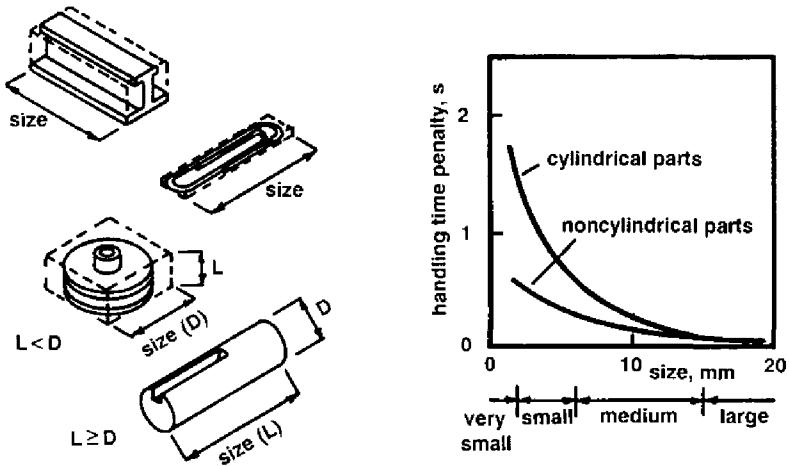 size
size
L
size (D)
L < D
D
size (L)
L ≥ D
handling time penalty, s
2
1
0
cylindrical parts
noncylindrical parts
0 10 20
size, mm
very small
small
medium
large